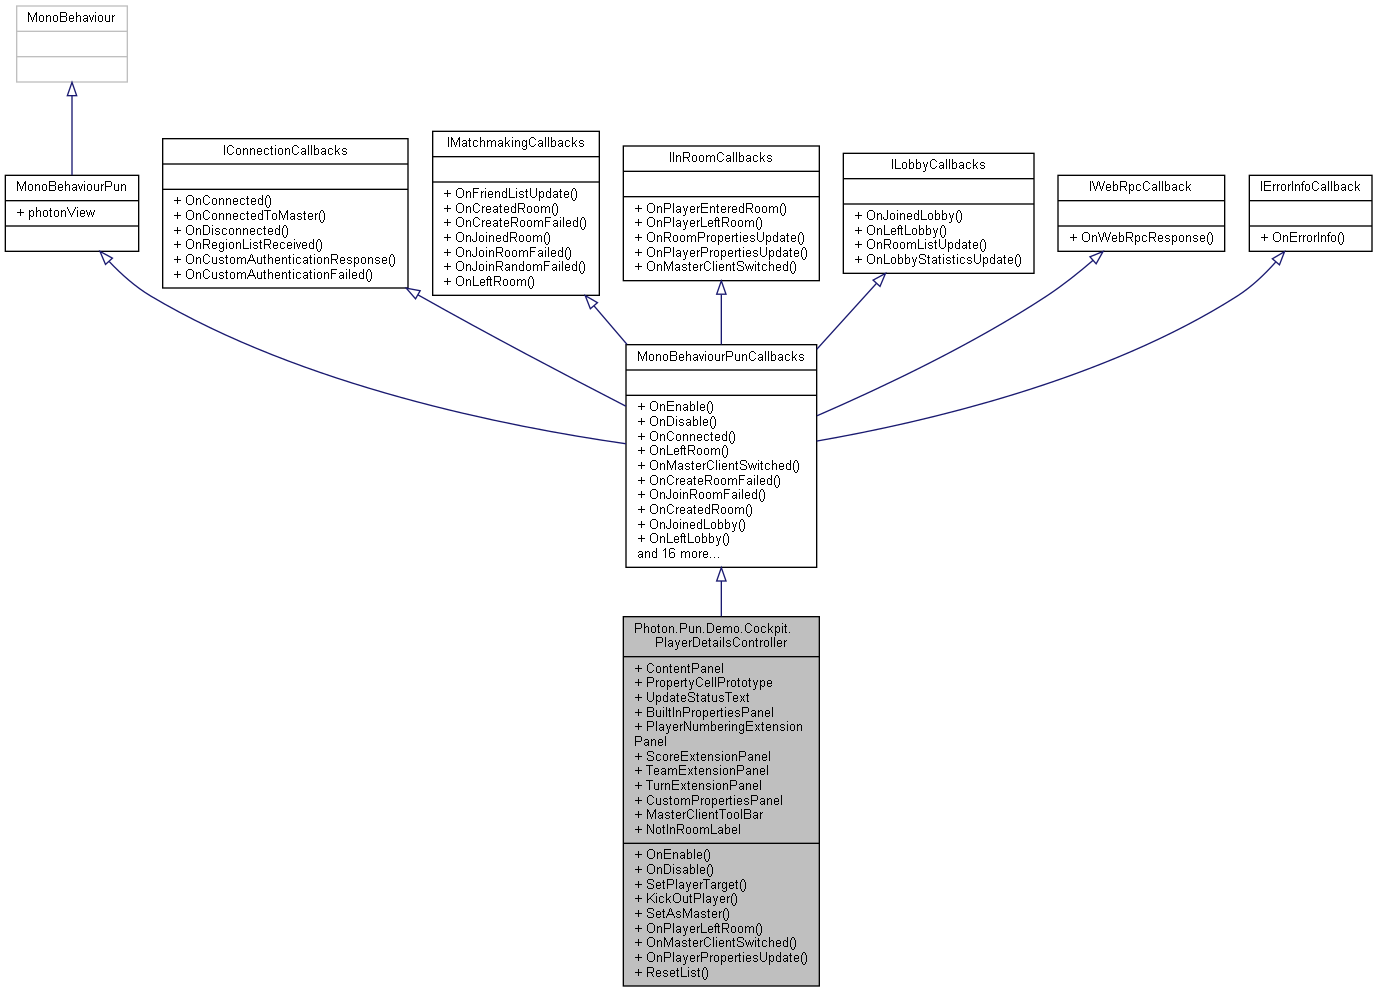 MonoBehaviour
MonoBehaviourPun
+ photonView
IConnectionCallbacks
+ OnConnected()
+ OnConnectedToMaster()
+ OnDisconnected()
+ OnRegionListReceived()
+ OnCustomAuthenticationResponse()
+ OnCustomAuthenticationFailed()
IMatchmakingCallbacks
+ OnFriendListUpdate()
+ OnCreatedRoom()
+ OnCreateRoomFailed()
+ OnJoinedRoom()
+ OnJoinRoomFailed()
+ OnJoinRandomFailed()
+ OnLeftRoom()
IInRoomCallbacks
+ OnPlayerEnteredRoom()
+ OnPlayerLeftRoom()
+ OnRoomPropertiesUpdate()
+ OnPlayerPropertiesUpdate()
+ OnMasterClientSwitched()
ILobbyCallbacks
+ OnJoinedLobby()
+ OnLeftLobby()
+ OnRoomListUpdate()
+ OnLobbyStatisticsUpdate()
IWebRpcCallback
+ OnWebRpcResponse()
IErrorInfoCallback
+ OnErrorInfo()
MonoBehaviourPunCallbacks
+ OnEnable()
+ OnDisable()
+ OnConnected()
+ OnLeftRoom()
+ OnMasterClientSwitched()
+ OnCreateRoomFailed()
+ OnJoinRoomFailed()
+ OnCreatedRoom()
+ OnJoinedLobby()
+ OnLeftLobby()
and 16 more...
Photon.Pun.Demo.Cockpit.
PlayerDetailsController
+ ContentPanel
+ PropertyCellPrototype
+ UpdateStatusText
+ BuiltInPropertiesPanel
+ PlayerNumberingExtension
Panel
+ ScoreExtensionPanel
+ TeamExtensionPanel
+ TurnExtensionPanel
+ CustomPropertiesPanel
+ MasterClientToolBar
+ NotInRoomLabel
+ OnEnable()
+ OnDisable()
+ SetPlayerTarget()
+ KickOutPlayer()
+ SetAsMaster()
+ OnPlayerLeftRoom()
+ OnMasterClientSwitched()
+ OnPlayerPropertiesUpdate()
+ ResetList()